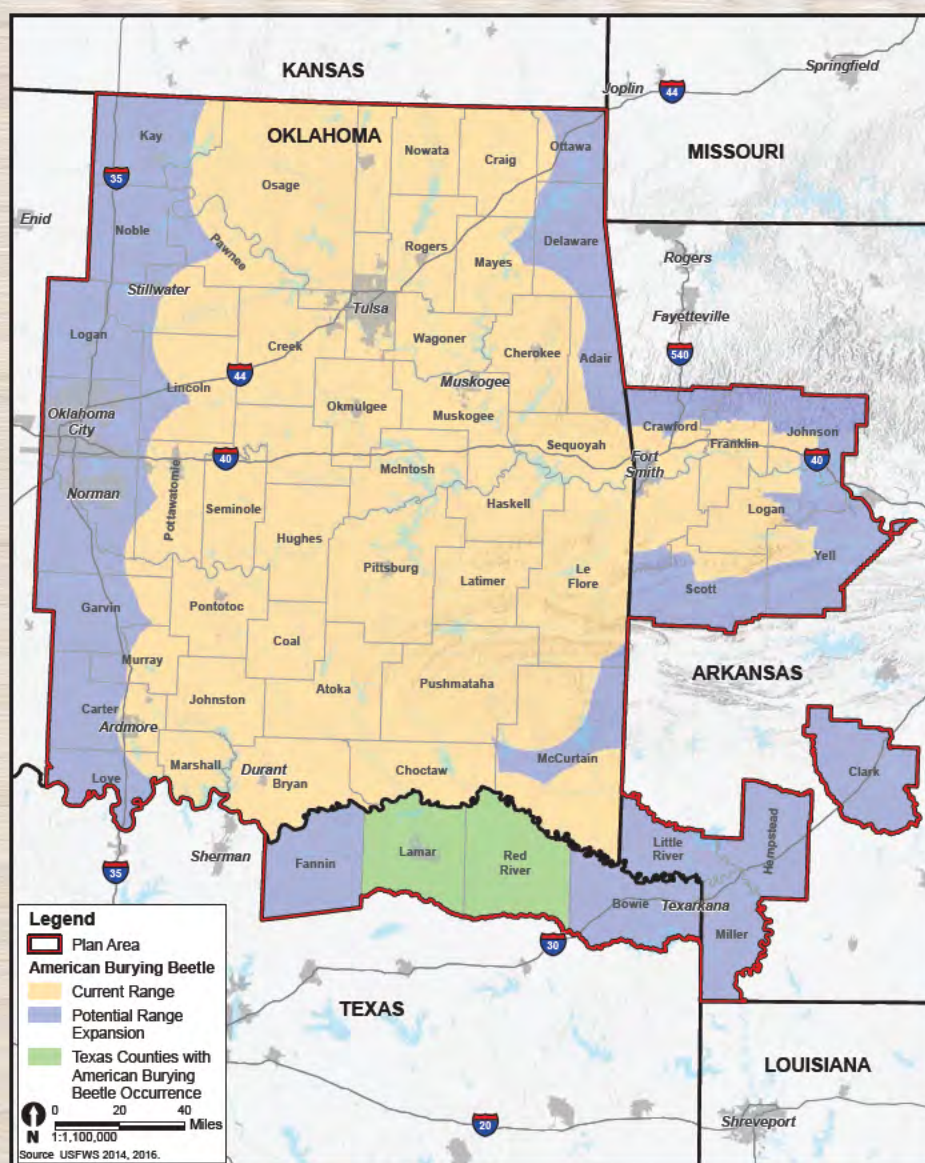 KANSAS
Springfield
Joplin
44
OKLAHOMA
Kay
Nowata
Craig
Ottawa
MISSOURI
35
Osage
Enid
Noble
Pawnee
Rogers
Delaware
Mayes
Rogers
Stillwater
Tulsa
Fayetteville
Logan
Creek
Wagoner
Cherokee
Adair
540
Lincoln
44
Muskogee
Oklahoma
City
Okmulgee
Muskogee
Crawford
Johnson
Sequoyah
Franklin
40
McIntosh
Fort
Smith
40
Norman
Pottawatomie
Seminole
Haskell
Logan
Hughes
Yell
Pittsburg
Latimer
Le
Flore
Scott
Garvin
Pontotoc
Coal
Murray
ARKANSAS
Johnston
Atoka
Pushmataha
Carter
Ardmore
Marshall
Durant
Choctaw
McCurtain
Clark
Love
Bryan
Sherman
Fannin
Lamar
Red
River
Little
River
Hempstead
35
Bowie
Texarkana
Miller
30
TEXAS
LOUISIANA
20
Shreveport
Legend
Plan Area
American Burying Beetle
Current Range
Potential Range
Expansion
Texas Counties with
American Burying
Beetle Occurrence
0 20 40
Miles
N 1:1,100,000
Source USFWS 2014, 2016.